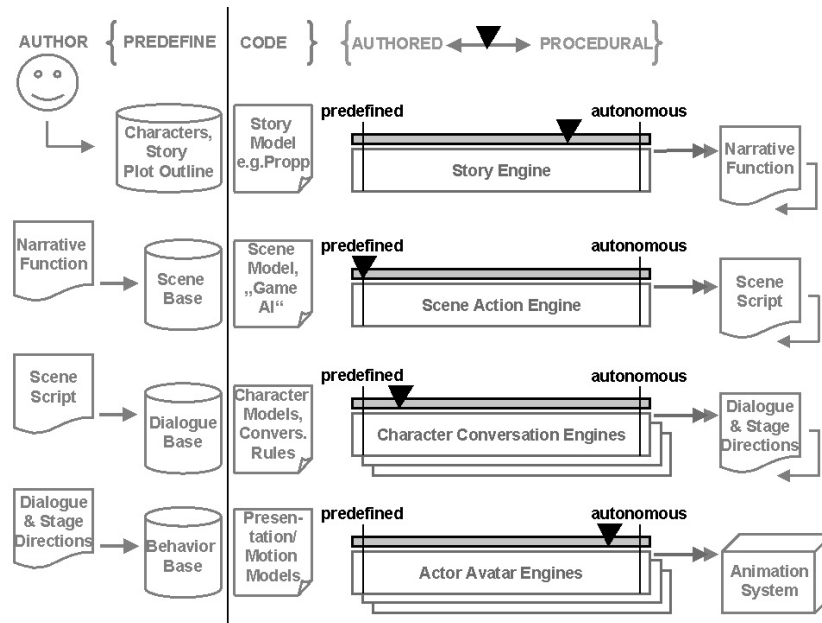 AUTHOR { PREDEFINE { CODE } { AUTHORED PROCEDURAL }
predefined autonomous
Characters,
Story
Plot Outline
Story
Model
e.g.Propp
Story Engine
Narrative
Function
predefined autonomous
Narrative
Function
Scene
Base
Scene
Model,
„Game
AI“
Scene Action Engine
Scene
Script
predefined autonomous
Scene
Script
Dialogue
Base
Character
Models,
Convers.
Rules
Character Conversation Engines
Dialogue
& Stage
Directions
predefined autonomous
Dialogue
& Stage
Directions
Behavior
Base
Presen-
tation/
Motion
Models
Actor Avatar Engines
Animation
System